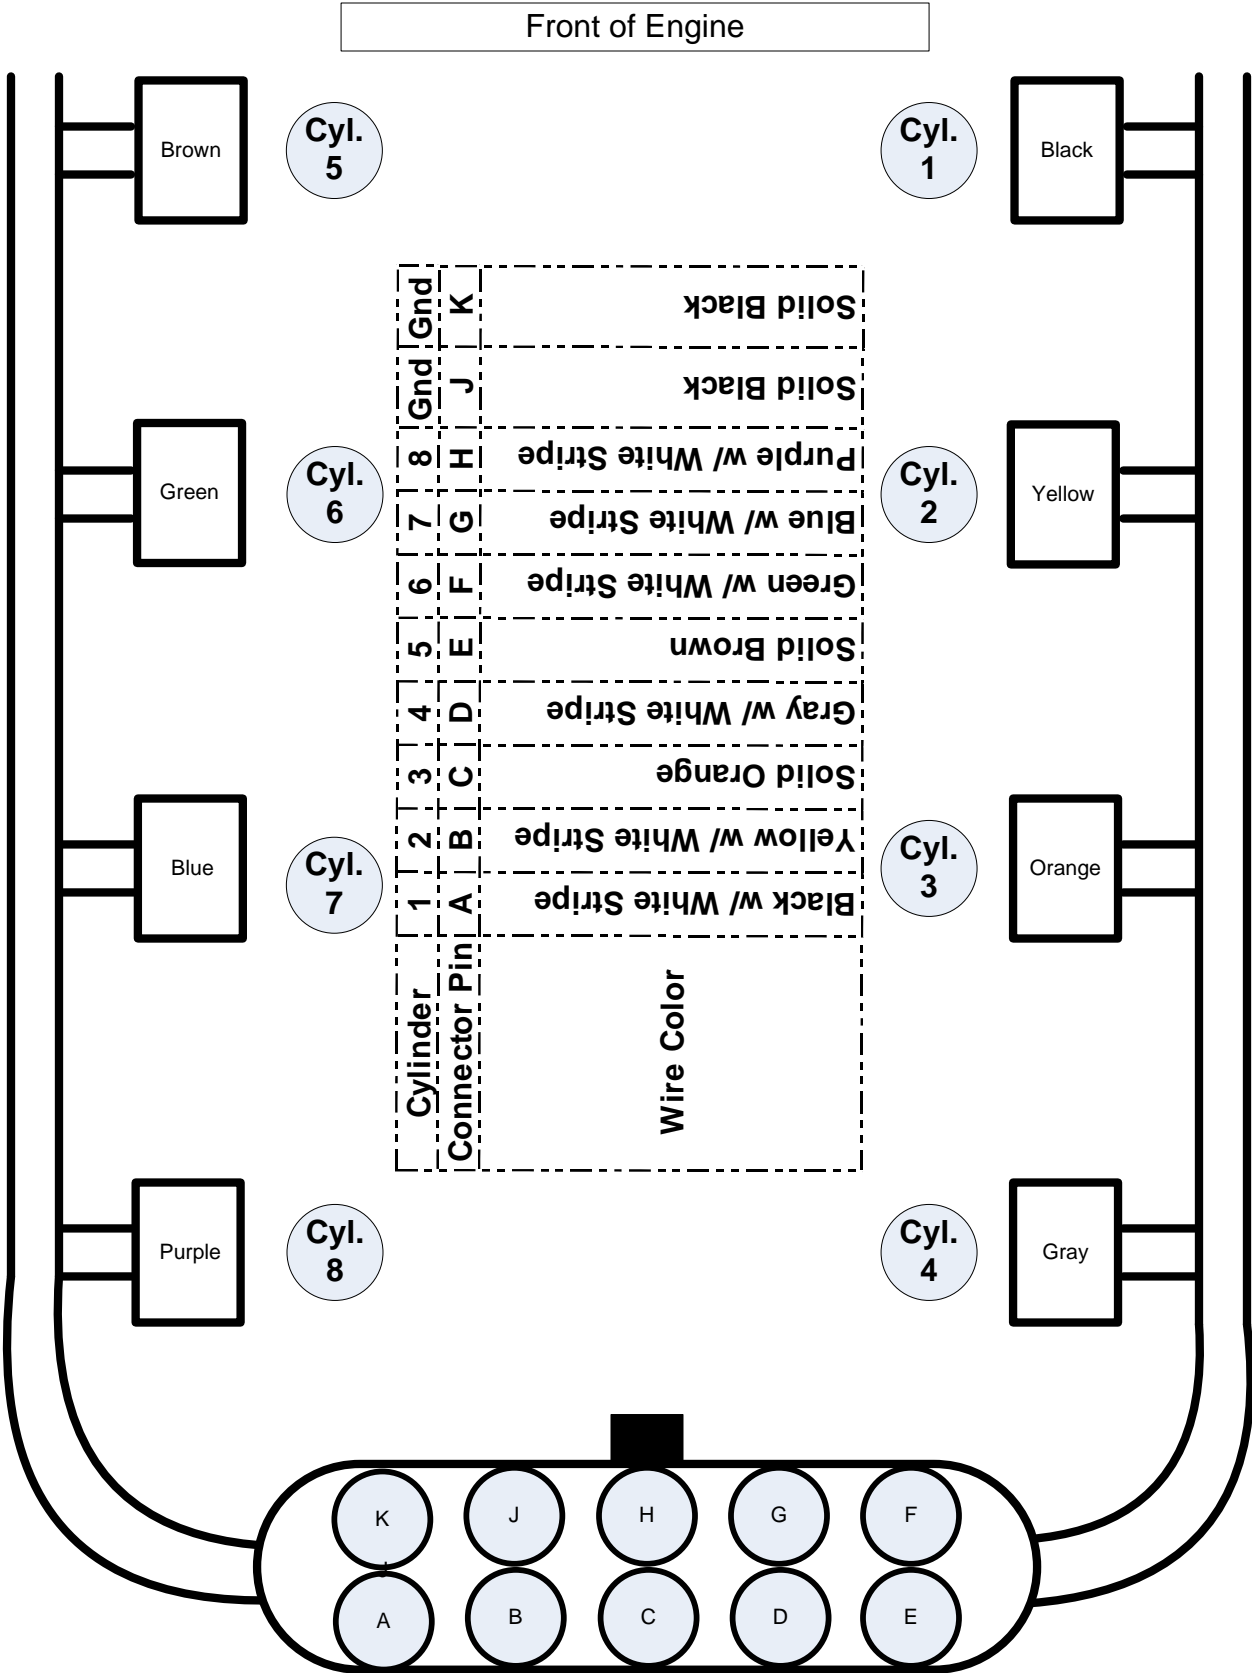 Front of Engine
Brown
Cyl.
5
Cyl.
1
Black
Green
Cyl.
6
Cyl.
2
Yellow
Blue
Cyl.
7
Cyl.
3
Orange
Purple
Cyl.
8
Cyl.
4
Gray
Cylinder 1 2 3 4 5 6 7 8 Gnd Gnd
Connector Pin A B C D E F G H J K
Wire Color
Black w/ White Stripe
Yellow w/ White Stripe
Solid Orange
Gray w/ White Stripe
Solid Brown
Green w/ White Stripe
Blue w/ White Stripe
Purple w/ White Stripe
Solid Black
Solid Black
K J H G F
A B C D E